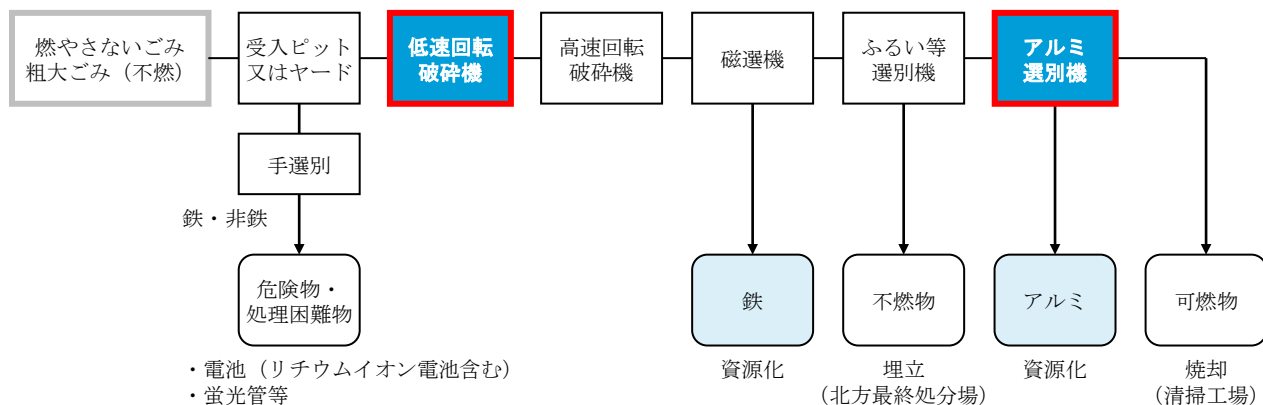 燃やさないごみ
粗大ごみ（不燃）
受入ピット
又はヤード
低速回転
破砕機
高速回転
破砕機
磁選機
ふるい等
選別機
アルミ
選別機
手選別
鉄・非鉄
危険物・
処理困難物
鉄
不燃物
アルミ
可燃物
・電池（リチウムイオン電池含む）
・蛍光管等
資源化
埋立
（北方最終処分場）
資源化
焼却
（清掃工場）